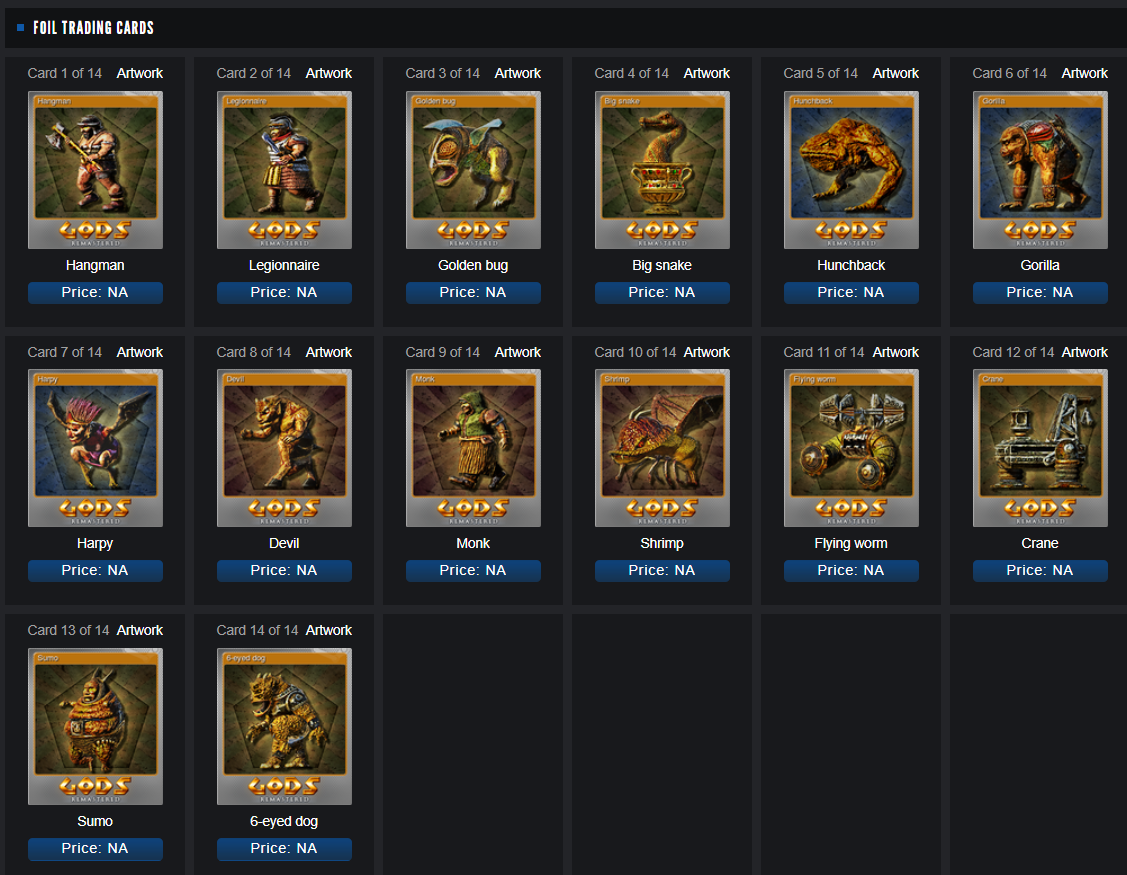 FOIL TRADING CARDS
Card 1 of 14 Artwork Card 2 of 14 Artwork Card 3 of 14 Artwork Card 4 of 14 Artwork Card 5 of 14 Artwork Card 6 of 14 Artwork
Hangman Legionnaire Golden bug Big snake Hunchback Gorilla
GODS GODS GODS GODS GODS GODS
REMASTERED REMASTERED REMASTERED REMASTERED REMASTERED REMASTERED
Hangman Legionnaire Golden bug Big snake Hunchback Gorilla
Price: NA Price: NA Price: NA Price: NA Price: NA Price: NA
Card 7 of 14 Artwork Card 8 of 14 Artwork Card 9 of 14 Artwork Card 10 of 14 Artwork Card 11 of 14 Artwork Card 12 of 14 Artwork
Harpy Devil Monk Shrimp Flying worm Crane
GODS GODS GODS GODS GODS GODS
REMASTERED REMASTERED REMASTERED REMASTERED REMASTERED REMASTERED
Harpy Devil Monk Shrimp Flying worm Crane
Price: NA Price: NA Price: NA Price: NA Price: NA Price: NA
Card 13 of 14 Artwork Card 14 of 14 Artwork
Sumo 6-eyed dog
GODS GODS
REMASTERED REMASTERED
Sumo 6-eyed dog
Price: NA Price: NA